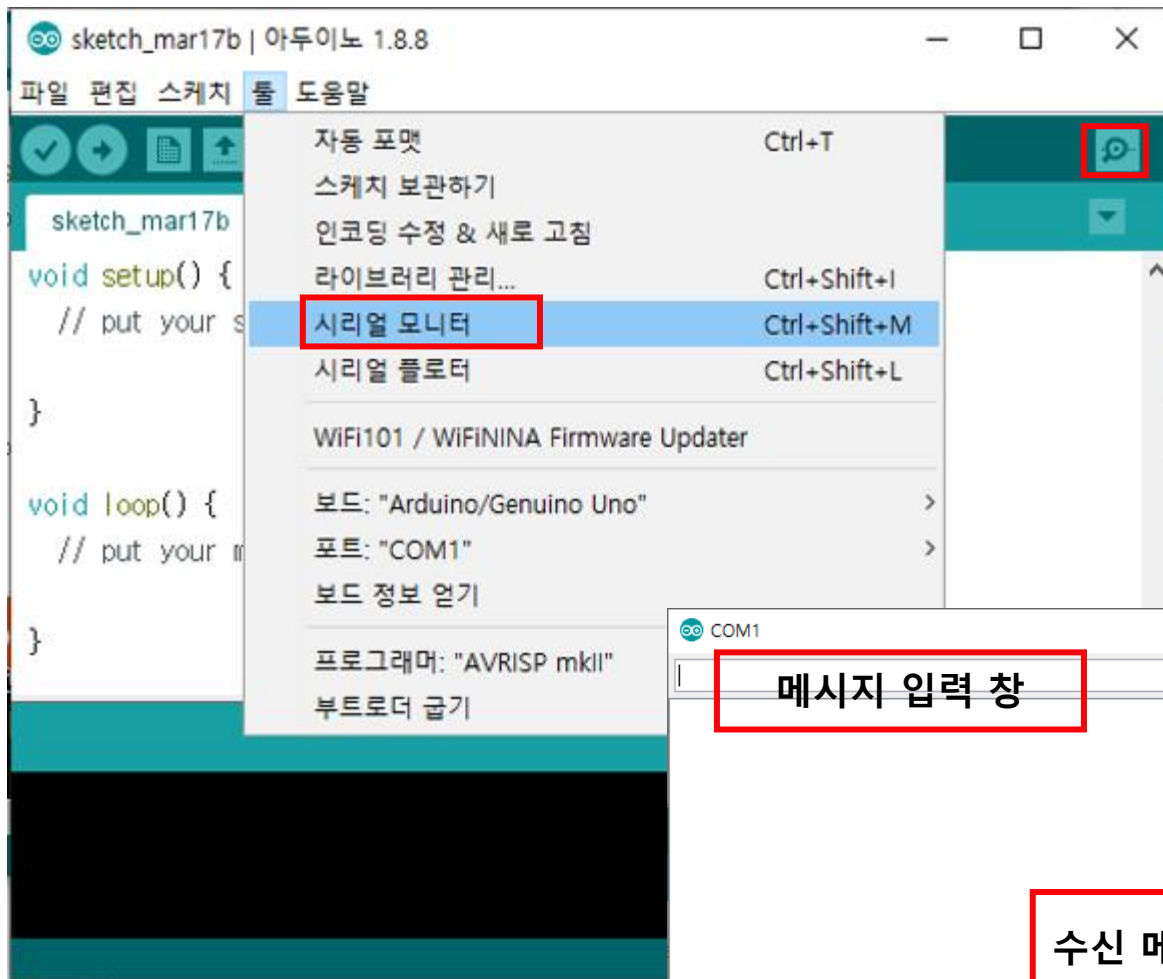 sketch_mar17b | 아두이노 1.8.8
파일 편집 스케치 툴 도움말
sketch_mar17b
void setup() {
// put your s
}
void loop() {
// put your m
}
자동 포맷 Ctrl+T
스케치 보관하기
인코딩 수정 & 새로 고침
라이브러리 관리... Ctrl+Shift+I
시리얼 모니터 Ctrl+Shift+M
시리얼 플로터 Ctrl+Shift+L
WiFi101 / WiFiNINA Firmware Updater
보드: "Arduino/Genuino Uno"
포트: "COM1"
보드 정보 얻기
프로그래머: "AVRISP mkII"
부트로더 굽기
COM1
메시지 입력 창
수신